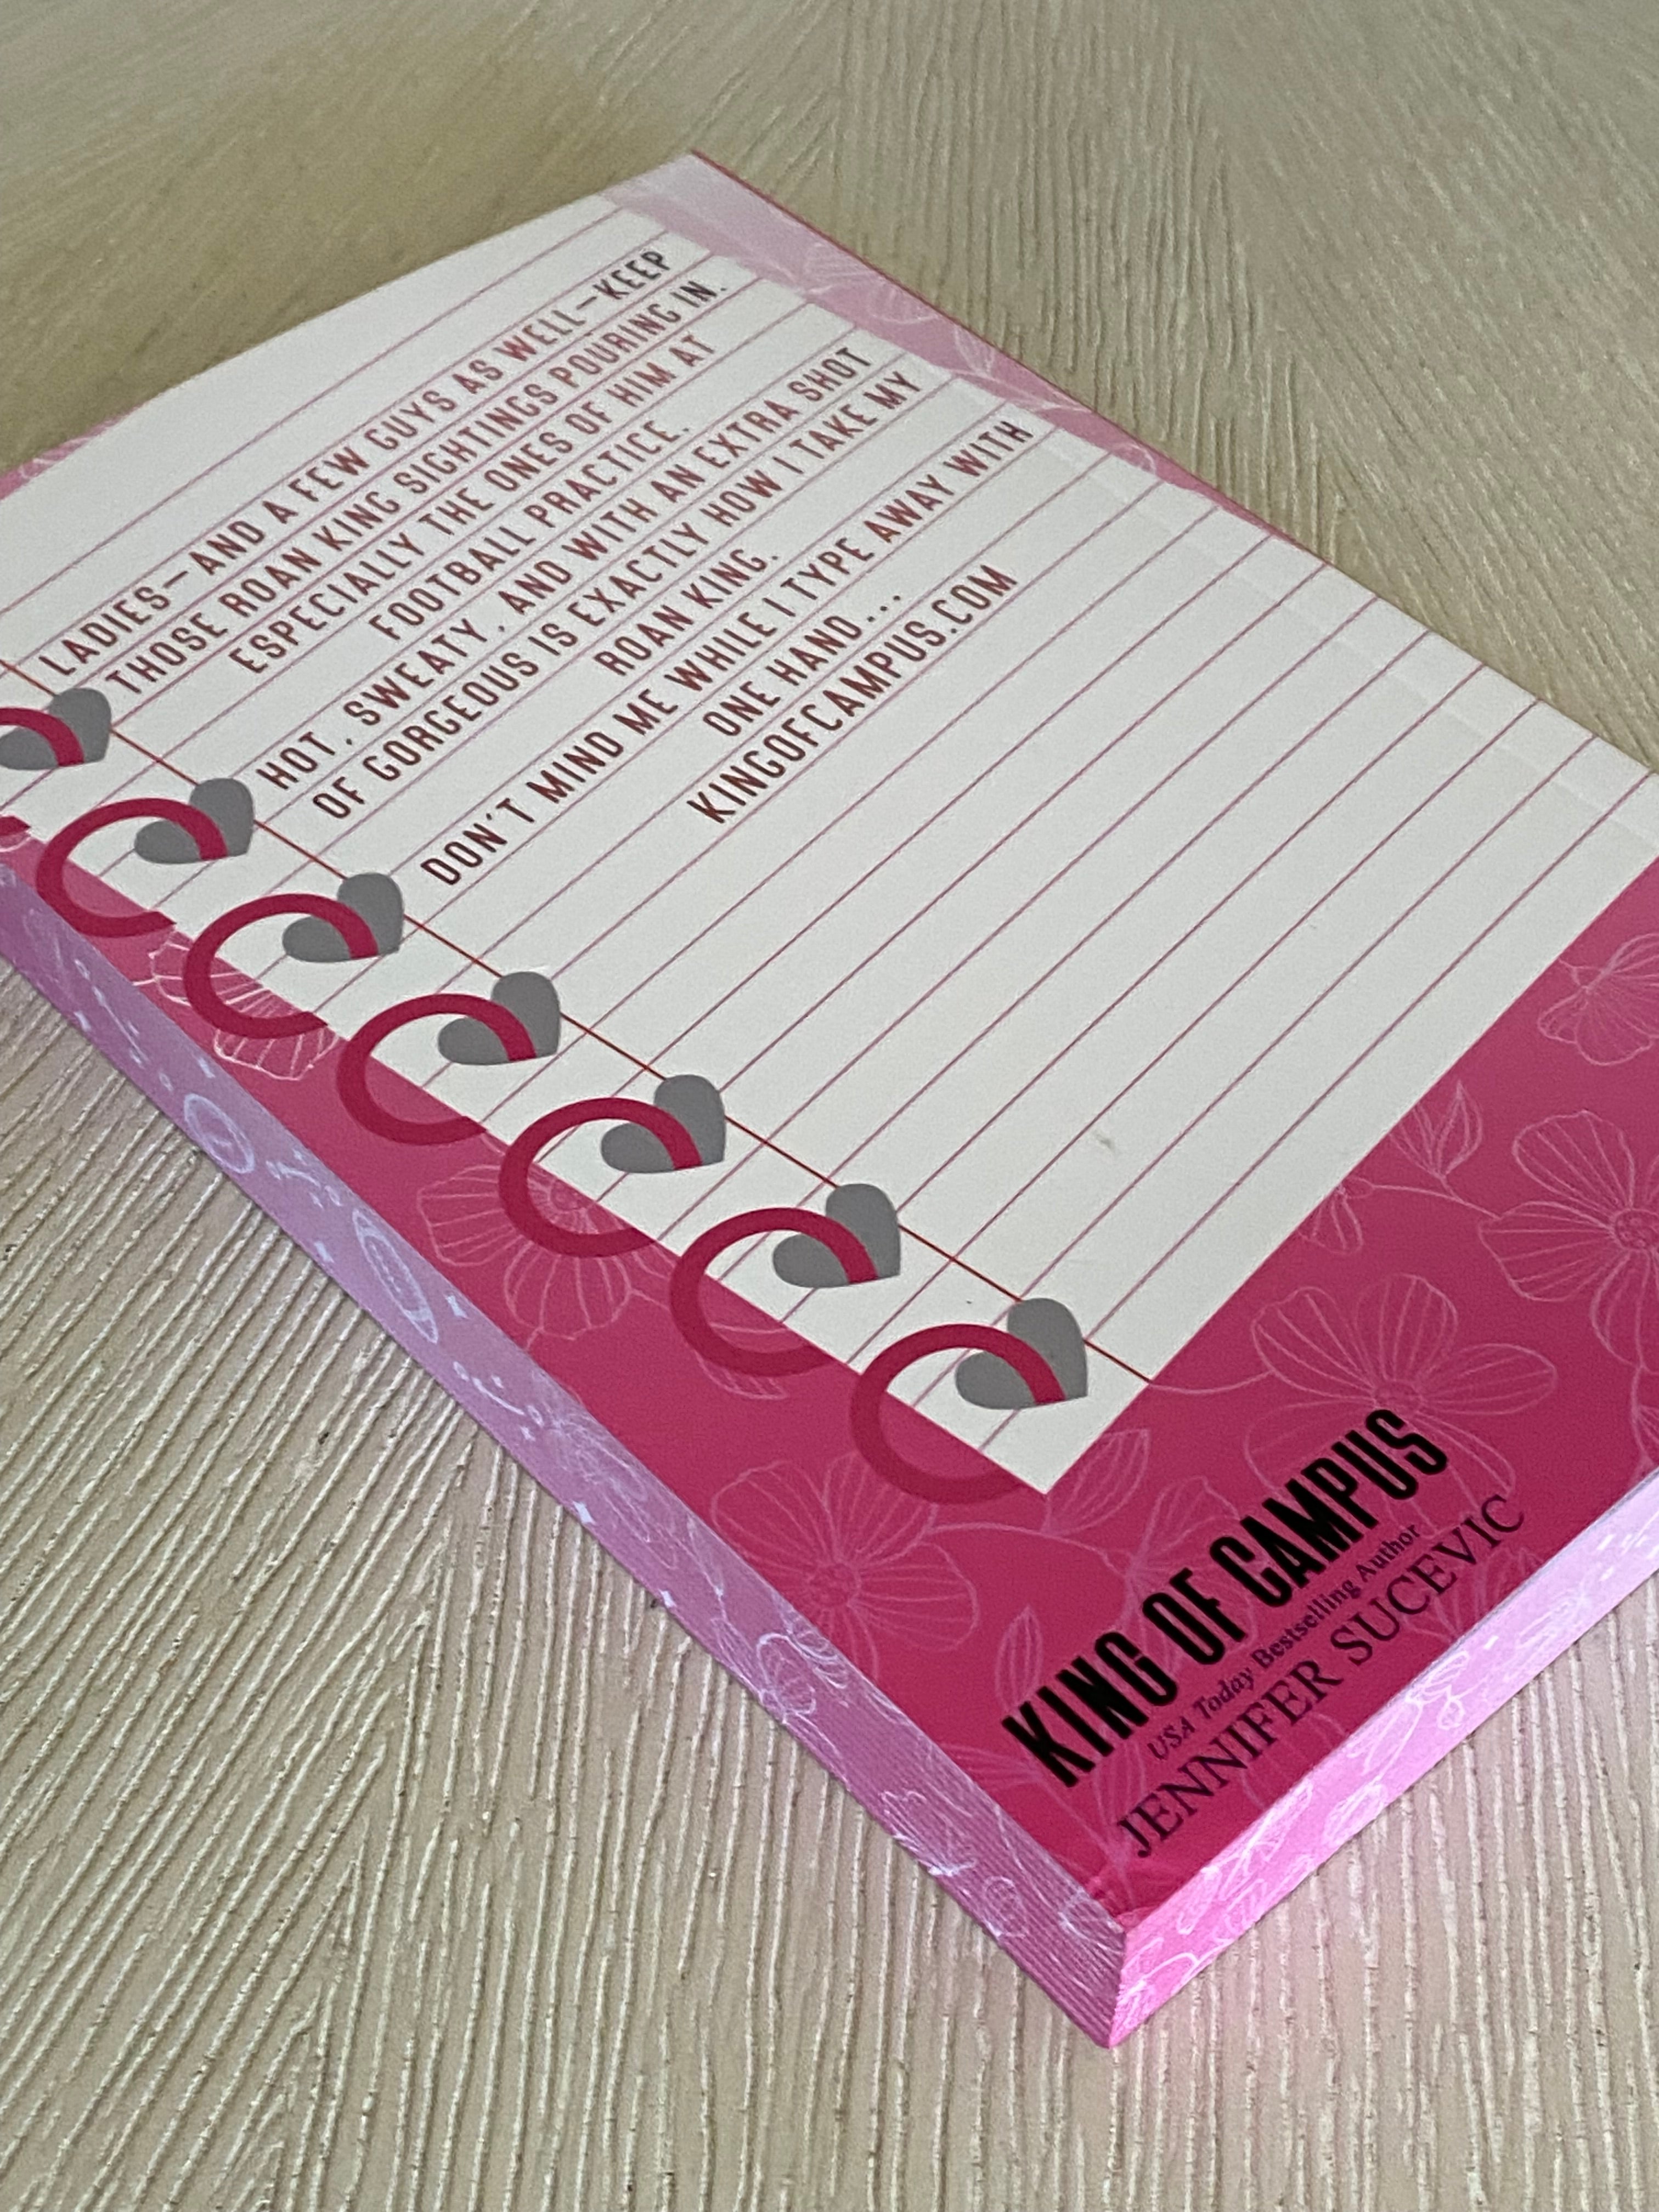 LADIES—AND A FEW GUYS AS WELL—KEEP
THOSE ROAN KING SIGHTINGS POURING IN.
ESPECIALLY THE ONES OF HIM AT
FOOTBALL PRACTICE.
HOT, SWEATY, AND WITH AN EXTRA SHOT
OF GORGEOUS IS EXACTLY HOW I TAKE MY
ROAN KING.
DON'T MIND ME WHILE I TYPE AWAY WITH
ONE HAND...
KINGOFCAMPUS.COM
KING OF CAMPUS
USA Today Bestselling Author
JENNIFER SUCEVIC